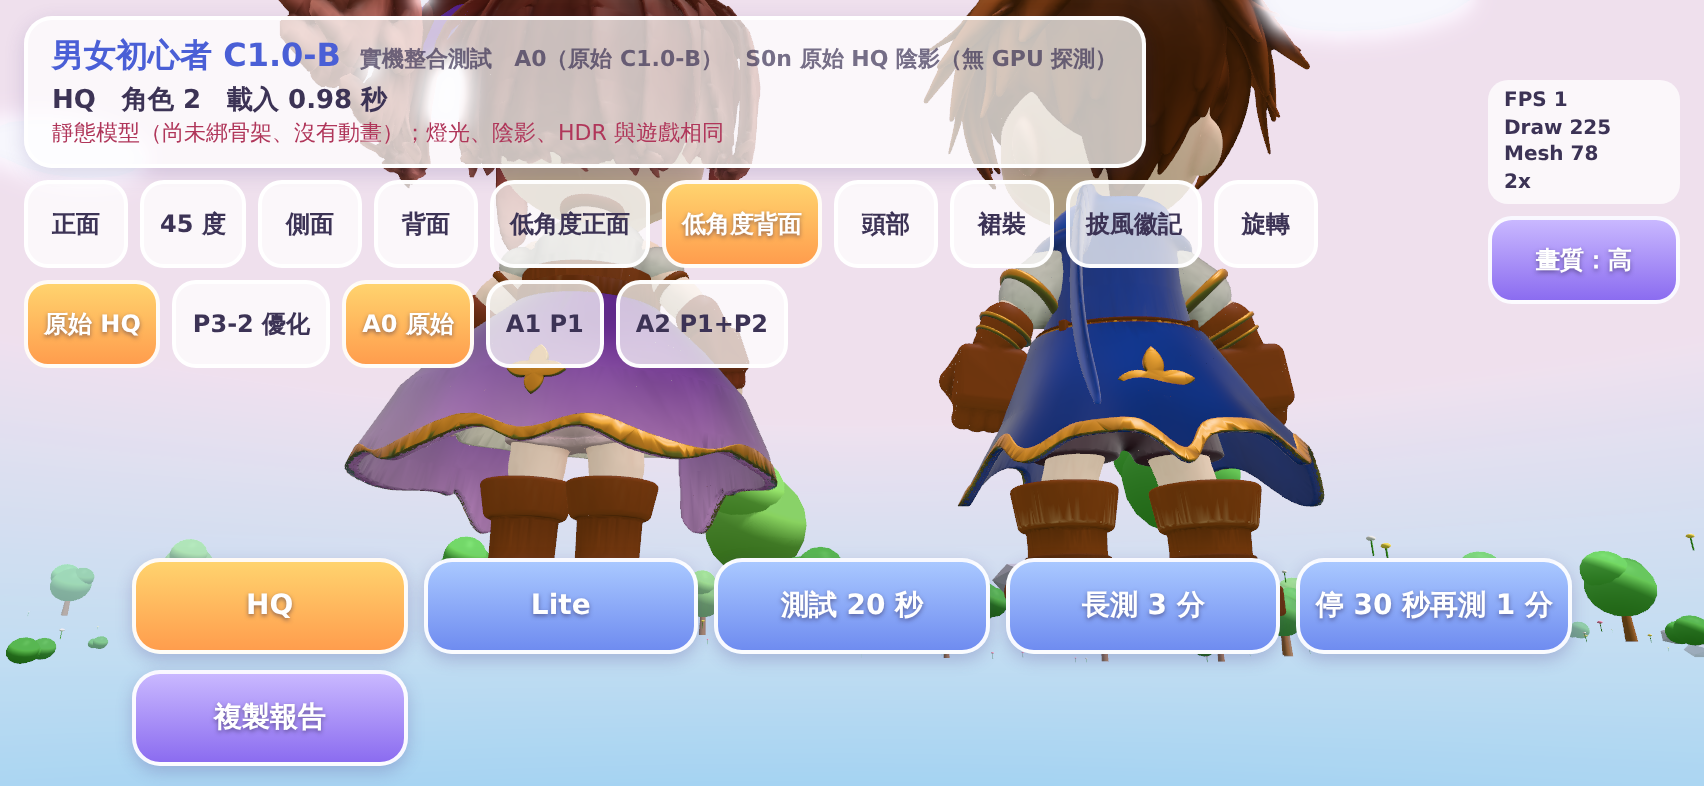 男女初心者 C1.0-B 實機整合測試 A0（原始 C1.0-B） S0n 原始 HQ 陰影（無 GPU 探測）
HQ 角色 2 載入 0.98 秒
靜態模型（尚未綁骨架、沒有動畫）；燈光、陰影、HDR 與遊戲相同
FPS 1
Draw 225
Mesh 78
2x
正面 45 度 側面 背面 低角度正面 低角度背面 頭部 裙裝 披風徽記 旋轉
畫質：高
原始 HQ P3-2 優化 A0 原始 A1 P1 A2 P1+P2
HQ Lite 測試 20 秒 長測 3 分 停 30 秒再測 1 分
複製報告